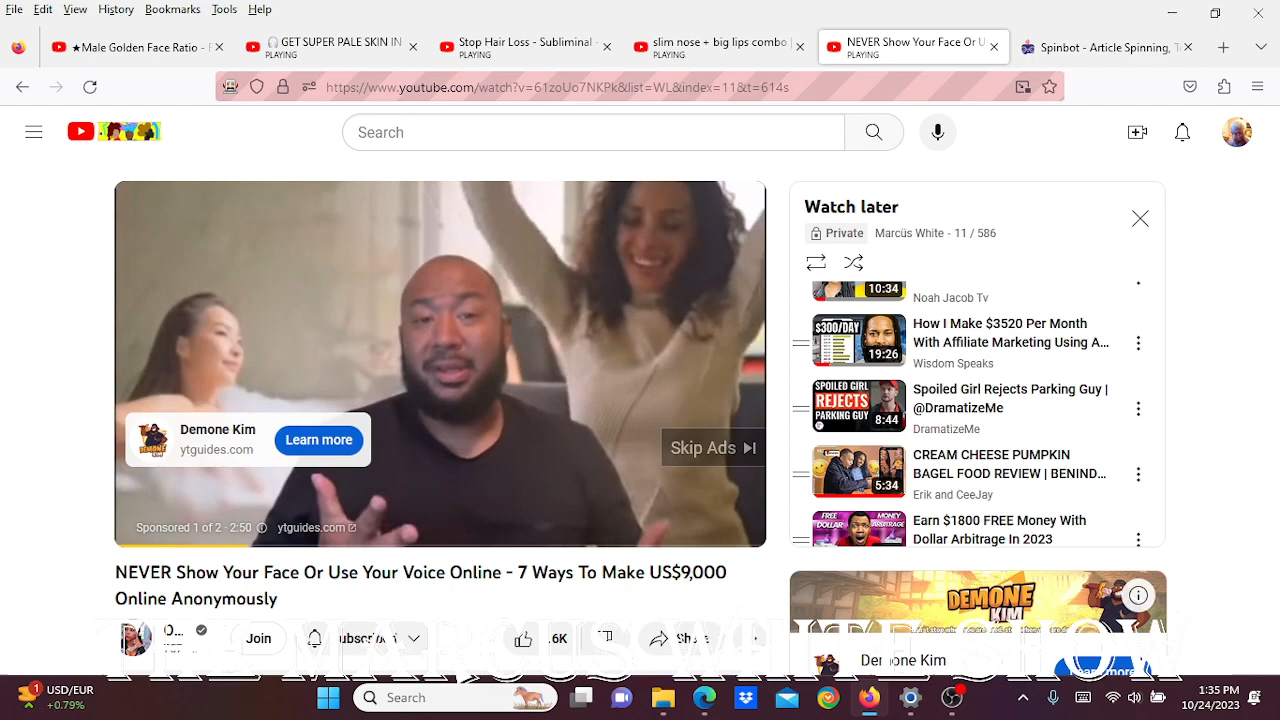 File Edit View History Bookmarks Tools Help
★Male Golden Face Ratio - F
PLAYING
GET SUPER PALE SKIN IN
PLAYING
Stop Hair Loss - Subliminal -
PLAYING
slim nose + big lips combo |
PLAYING
NEVER Show Your Face Or U
PLAYING
Spinbot - Article Spinning, T
https://www.youtube.com/watch?v=61zoUo7NKPk&list=WL&index=11&t=614s
Search
Demone Kim
ytguides.com
Learn more
Skip Ads
Sponsored 1 of 2 · 2:50
ytguides.com
NEVER Show Your Face Or Use Your Voice Online - 7 Ways To Make US$9,000
Online Anonymously
Join
Watch later
Private Marcüs White - 11 / 586
10:34
Noah Jacob Tv
$300/DAY
19:26
How I Make $3520 Per Month
With Affiliate Marketing Using A...
Wisdom Speaks
SPOILED GIRL
REJECTS
PARKING GUY
8:44
Spoiled Girl Rejects Parking Guy |
@DramatizeMe
DramatizeMe
5:34
CREAM CHEESE PUMPKIN
BAGEL FOOD REVIEW | BEHIND...
Erik and CeeJay
FREE MONEY
DOLLAR ARBITRAGE
Earn $1800 FREE Money With
Dollar Arbitrage In 2023
DEMONE
KIM
Demone Kim
1
USD/EUR
+0.79%
Search
1:35 PM